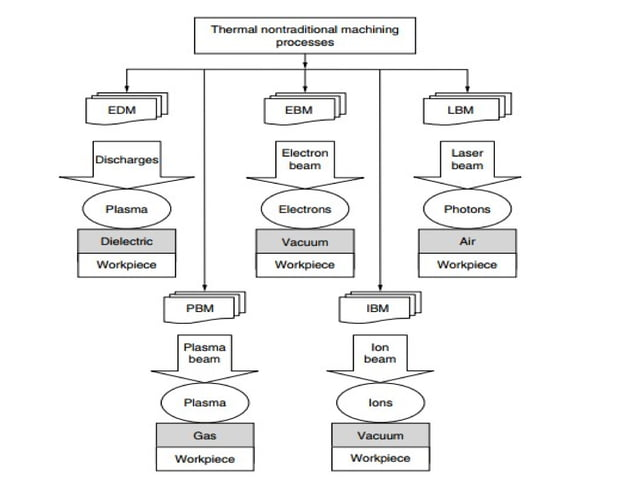 Thermal nontraditional machining
processes
EDM
EBM
LBM
Discharges
Electron
beam
Laser
beam
Plasma
Electrons
Photons
Dielectric
Vacuum
Air
Workpiece
Workpiece
Workpiece
PBM
IBM
Plasma
beam
Ion
beam
Plasma
Ions
Gas
Vacuum
Workpiece
Workpiece